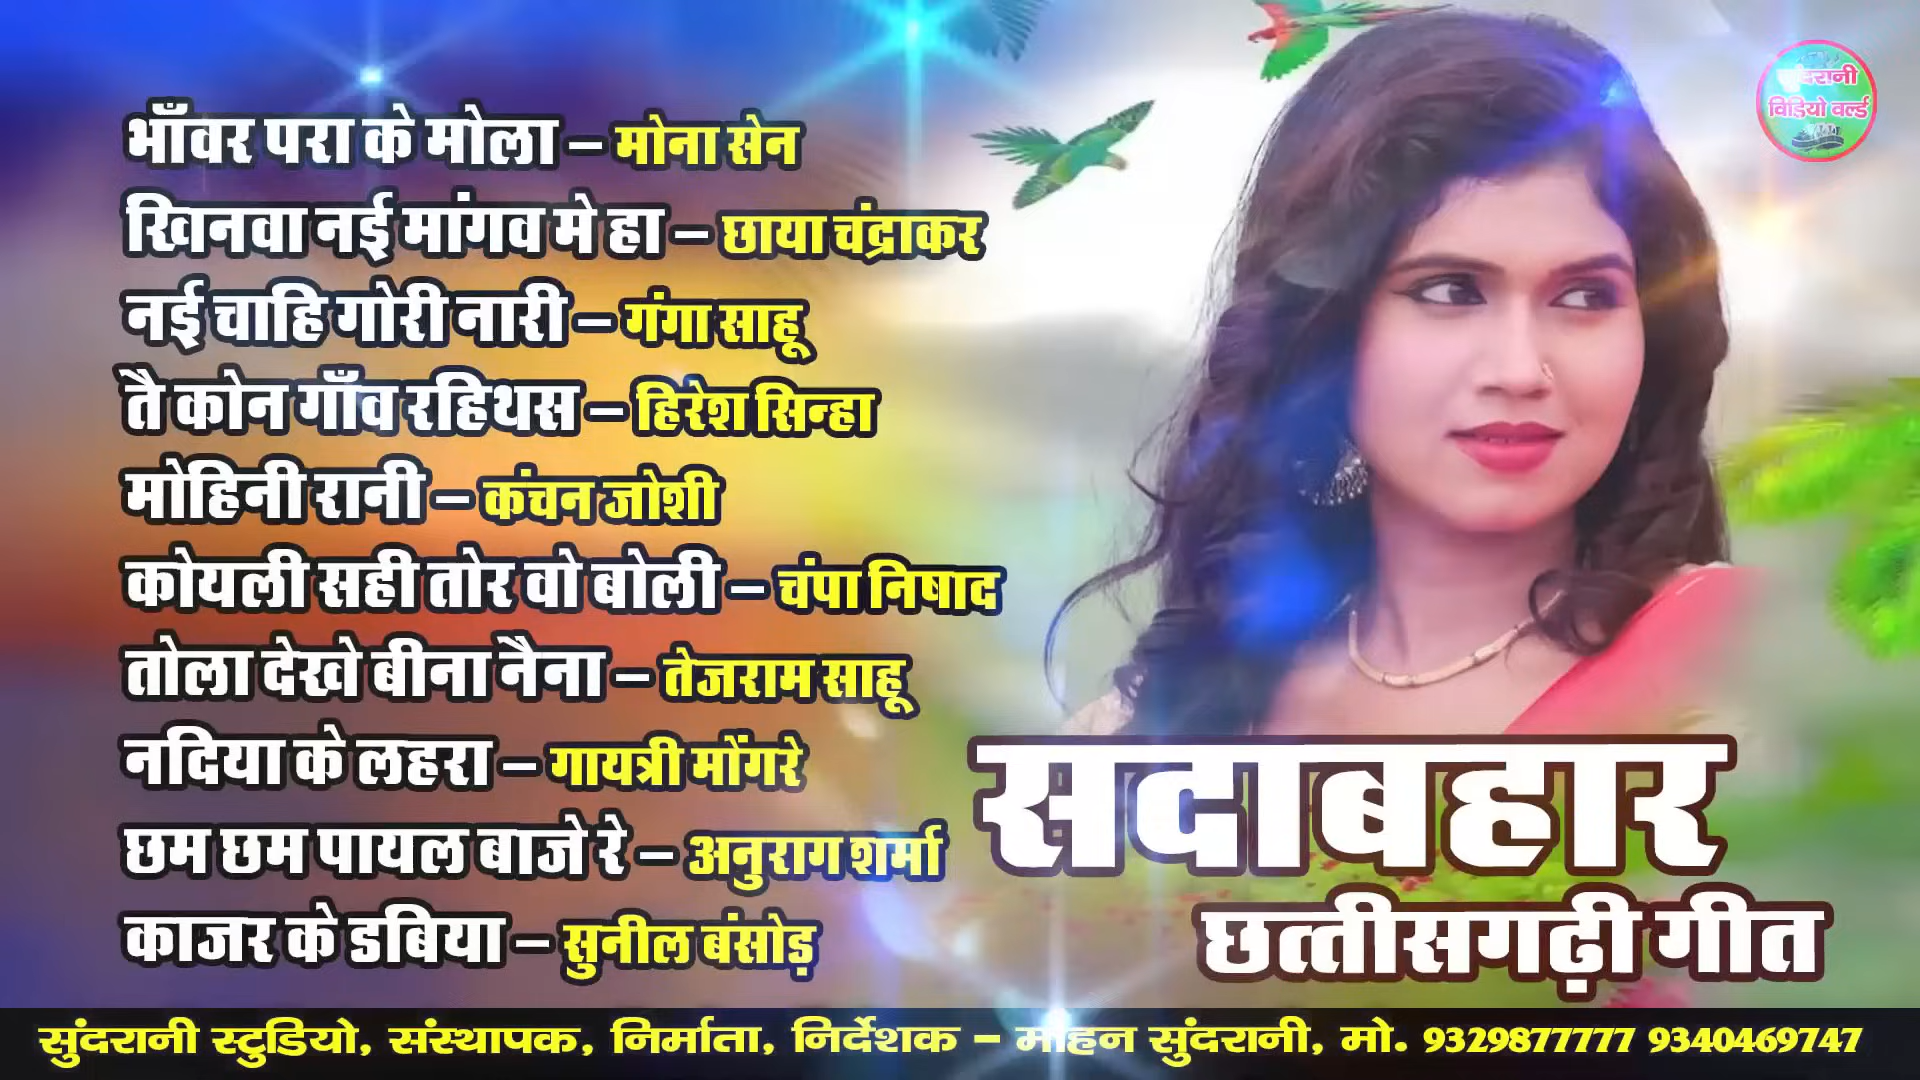 भाँवर परा के मोला – मोना सेन
खिनवा नई मांगव मे हा – छाया चंद्राकर
नई चाहि गोरी नारी – गंगा साहू
तै कोन गाँव रहिथस – हिरेश सिन्हा
मोहिनी रानी – कंचन जोशी
कोयली सही तोर वो बोली – चंपा निषाद
तोला देखे बीना नैना – तेजराम साहू
नदिया के लहरा – गायत्री मोंगरे
छम छम पायल बाजे रे – अनुराग शर्मा
काजर के डबिया – सुनील बंसोड़
सुंदरानी
विडियो वर्ल्ड
सदाबहार
छत्तीसगढ़ी गीत
सुंदरानी स्टुडियो, संस्थापक, निर्माता, निर्देशक – मोहन सुंदरानी, मो. 9329877777 9340469747